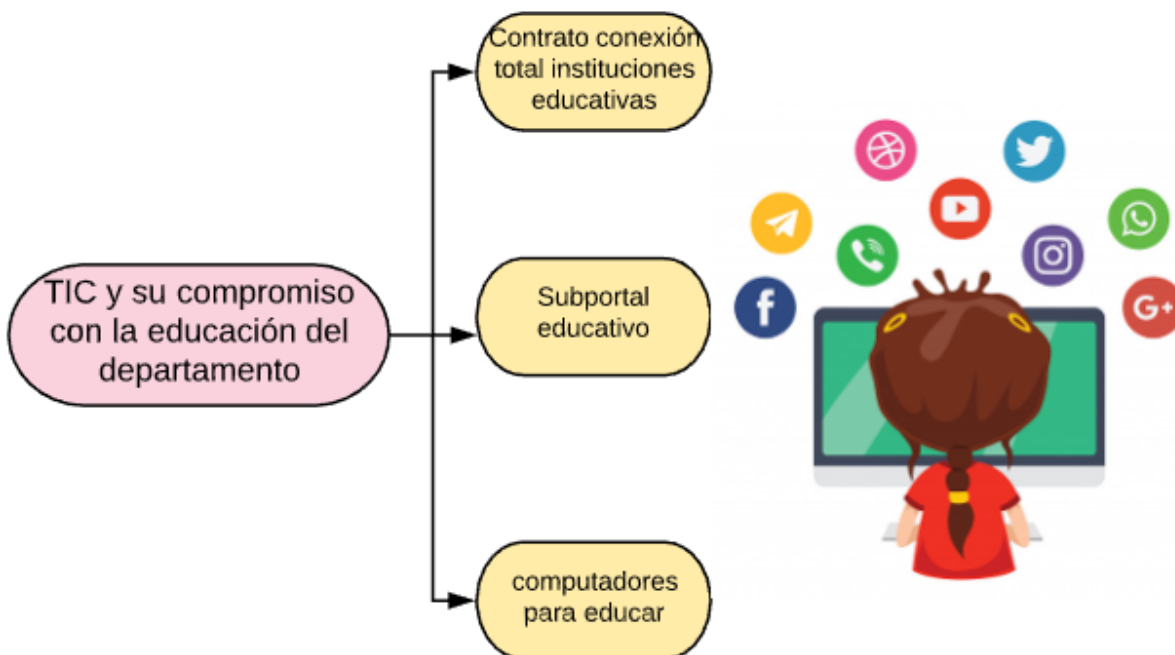 TIC y su compromiso
con la educación del
departamento
Contrato conexión
total instituciones
educativas
Subportal
educativo
computadores
para educar
f
G+